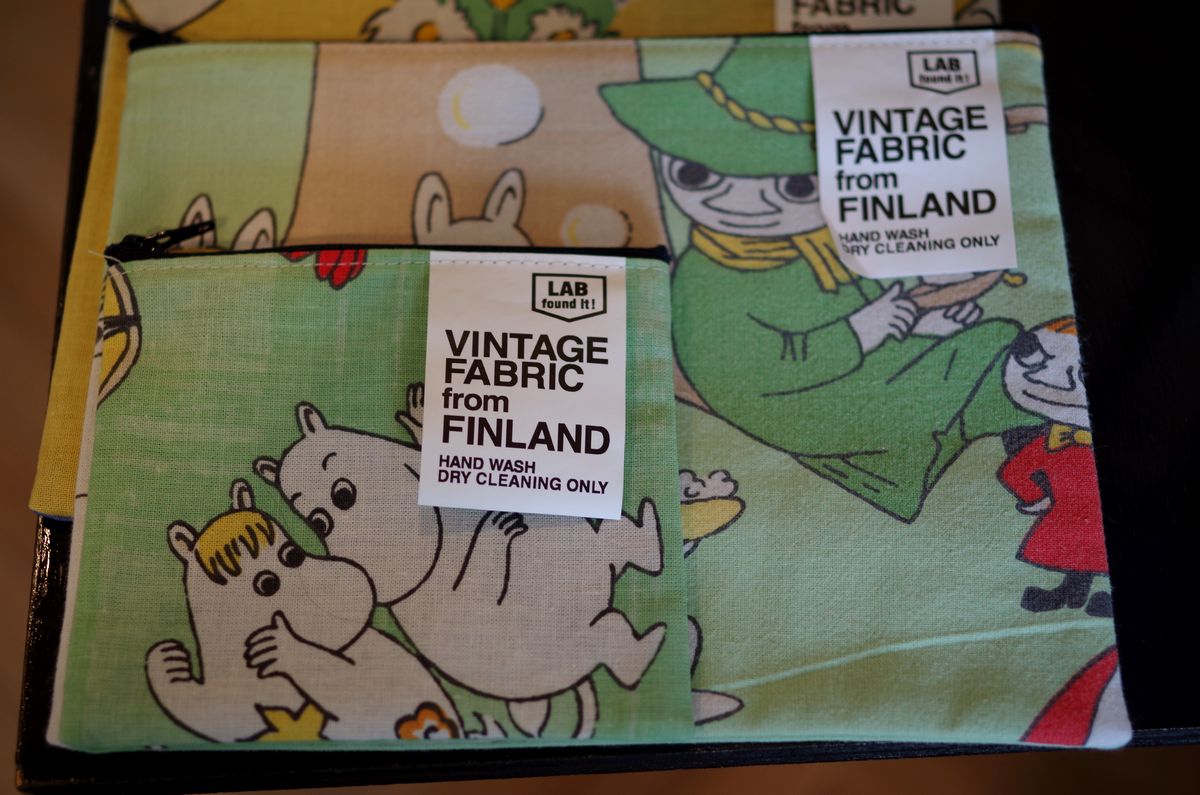 FABRIC
from
LAB
found it!
VINTAGE
FABRIC
from
FINLAND
HAND WASH
DRY CLEANING ONLY
LAB
found it!
VINTAGE
FABRIC
from
FINLAND
HAND WASH
DRY CLEANING ONLY